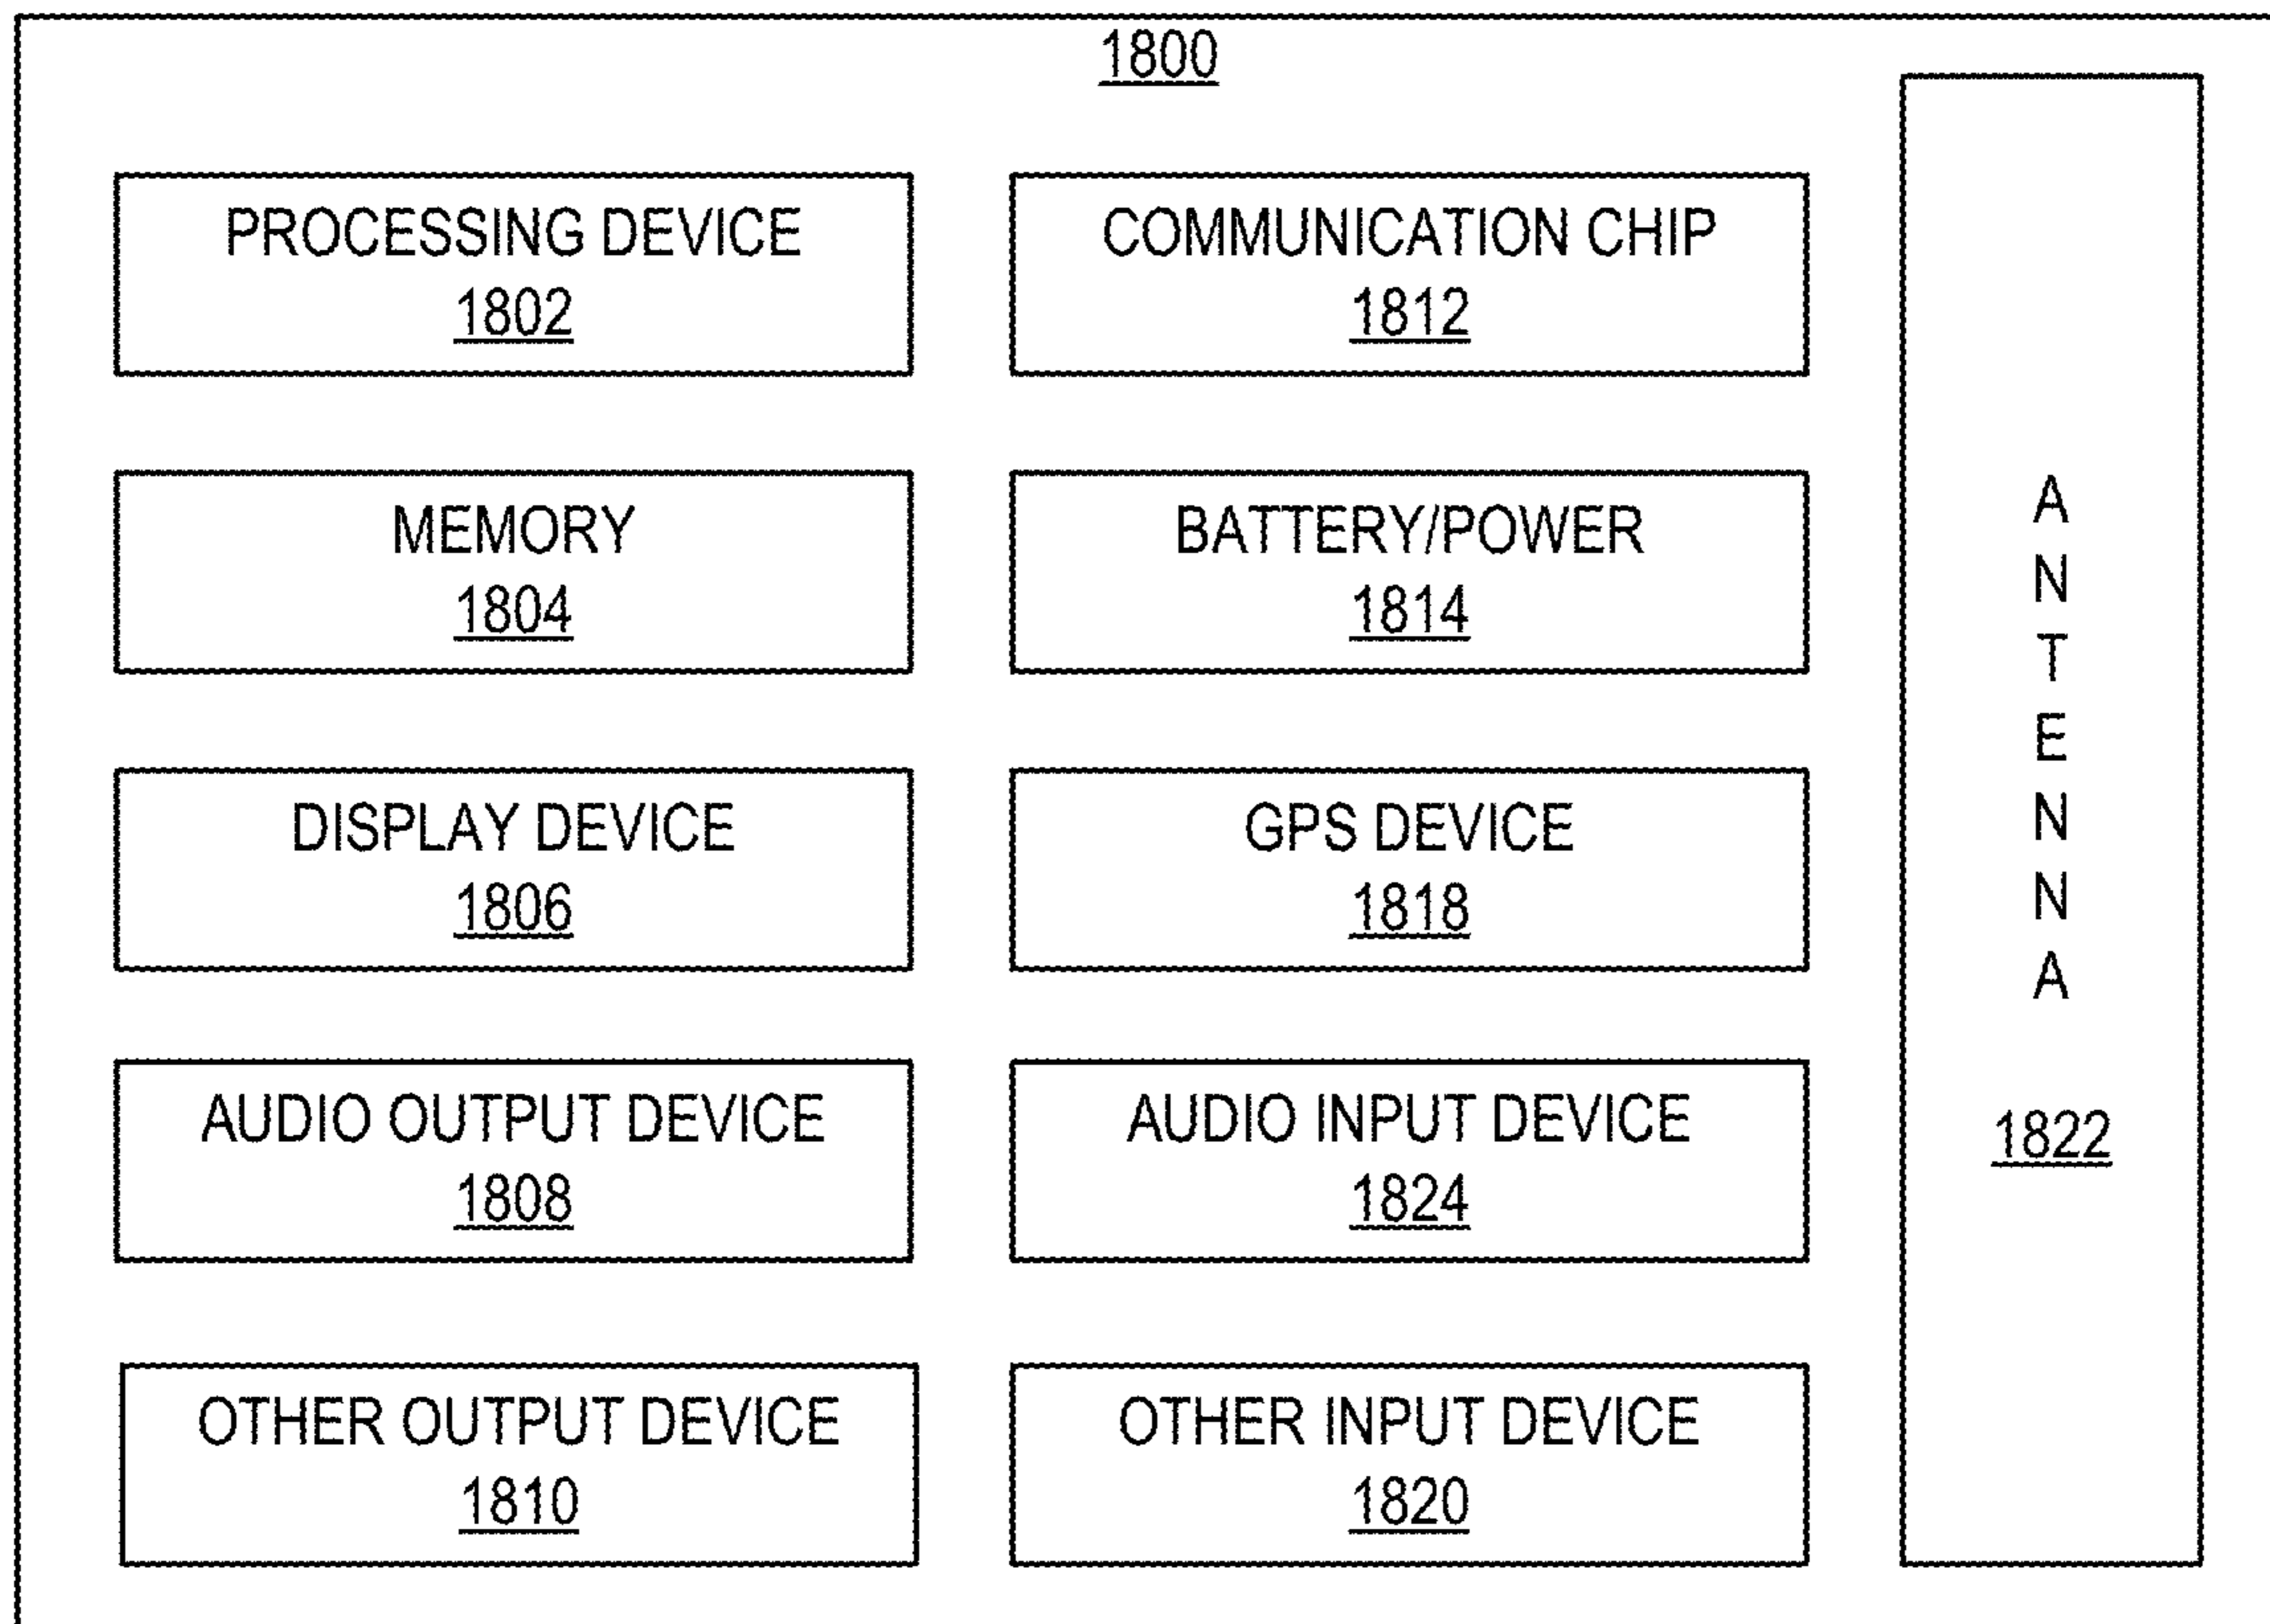 1800
PROCESSING DEVICE
1802
COMMUNICATION CHIP
1812
MEMORY
1804
BATTERY/POWER
1814
DISPLAY DEVICE
1806
GPS DEVICE
1818
AUDIO OUTPUT DEVICE
1808
AUDIO INPUT DEVICE
1824
OTHER OUTPUT DEVICE
1810
OTHER INPUT DEVICE
1820
ANTENNA
1822